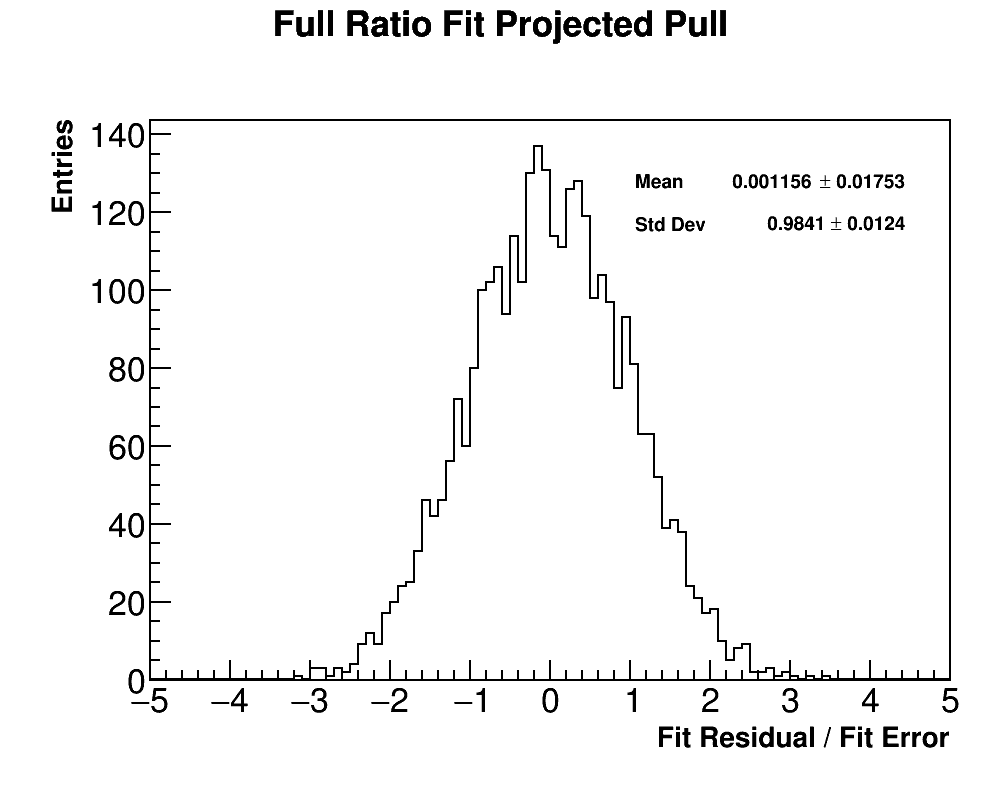 Full Ratio Fit Projected Pull
Entries
140
120
100
80
60
40
20
0
Mean 0.001156 ± 0.01753
Std Dev 0.9841 ± 0.0124
−5 −4 −3 −2 −1 0 1 2 3 4 5
Fit Residual / Fit Error